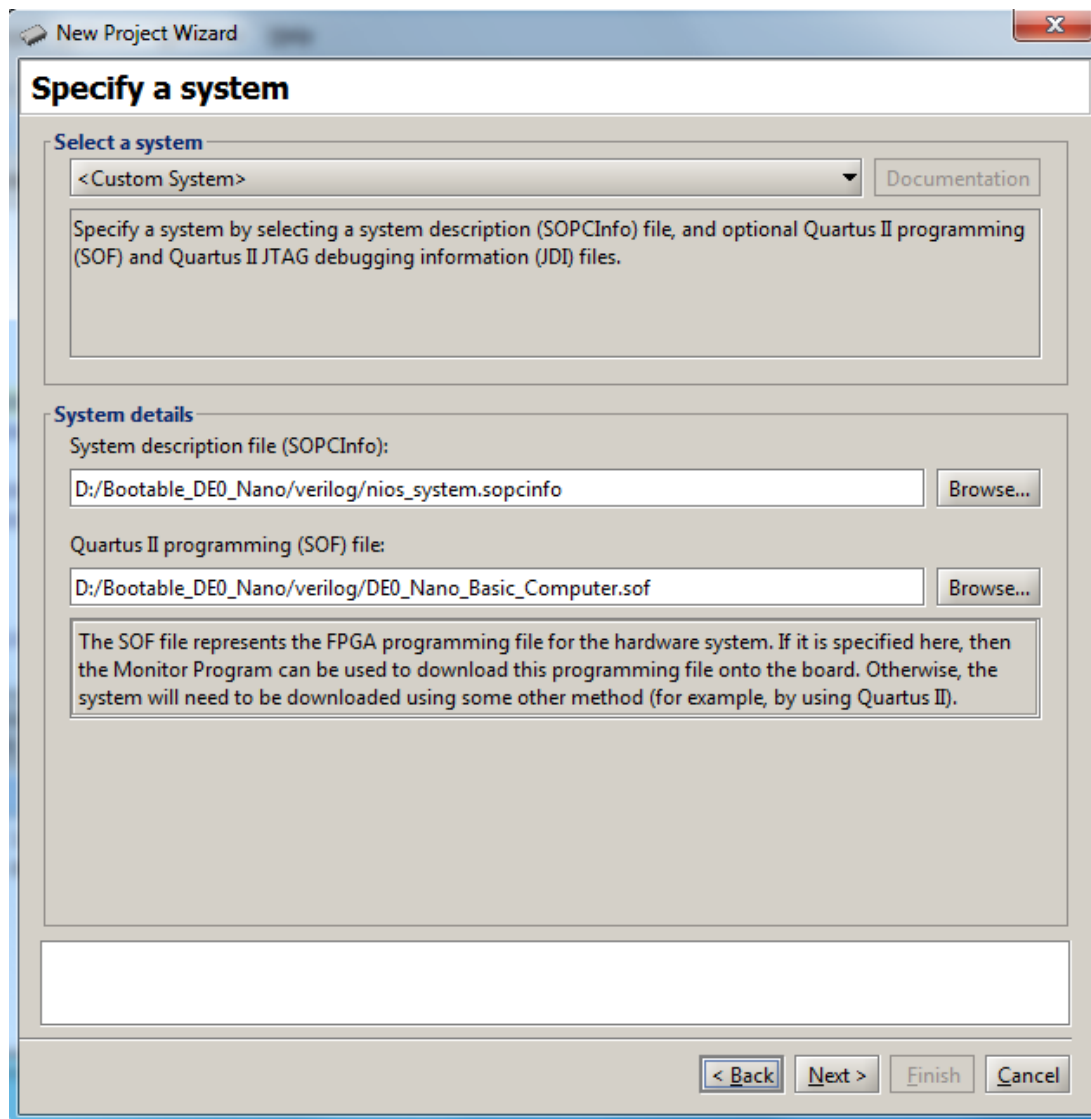 New Project Wizard
Specify a system
Select a system
<Custom System>
Documentation
Specify a system by selecting a system description (SOPCInfo) file, and optional Quartus II programming
(SOF) and Quartus II JTAG debugging information (JDI) files.
System details
System description file (SOPCInfo):
D:/Bootable_DE0_Nano/verilog/nios_system.sopcinfo
Browse...
Quartus II programming (SOF) file:
D:/Bootable_DE0_Nano/verilog/DE0_Nano_Basic_Computer.sof
Browse...
The SOF file represents the FPGA programming file for the hardware system. If it is specified here, then
the Monitor Program can be used to download this programming file onto the board. Otherwise, the
system will need to be downloaded using some other method (for example, by using Quartus II).
< Back
Next >
Finish
Cancel